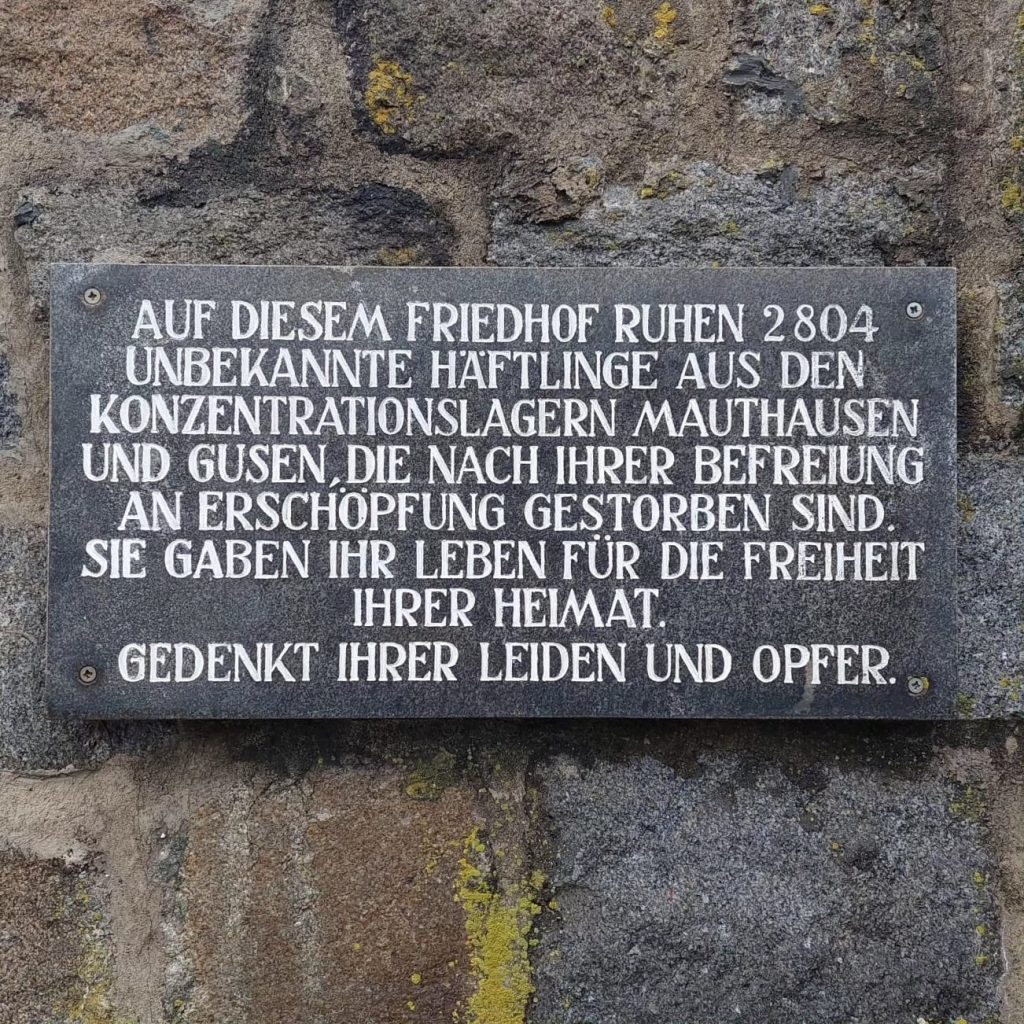 AUF DIESEM FRIEDHOF RUHEN 2804
UNBEKANNTE HÄFTLINGE AUS DEN
KONZENTRATIONSLAGERN MAUTHAUSEN
UND GUSEN, DIE NACH IHRER BEFREIUNG
AN ERSCHÖPFUNG GESTORBEN SIND.
SIE GABEN IHR LEBEN FÜR DIE FREIHEIT
IHRER HEIMAT.
GEDENKT IHRER LEIDEN UND OPFER.